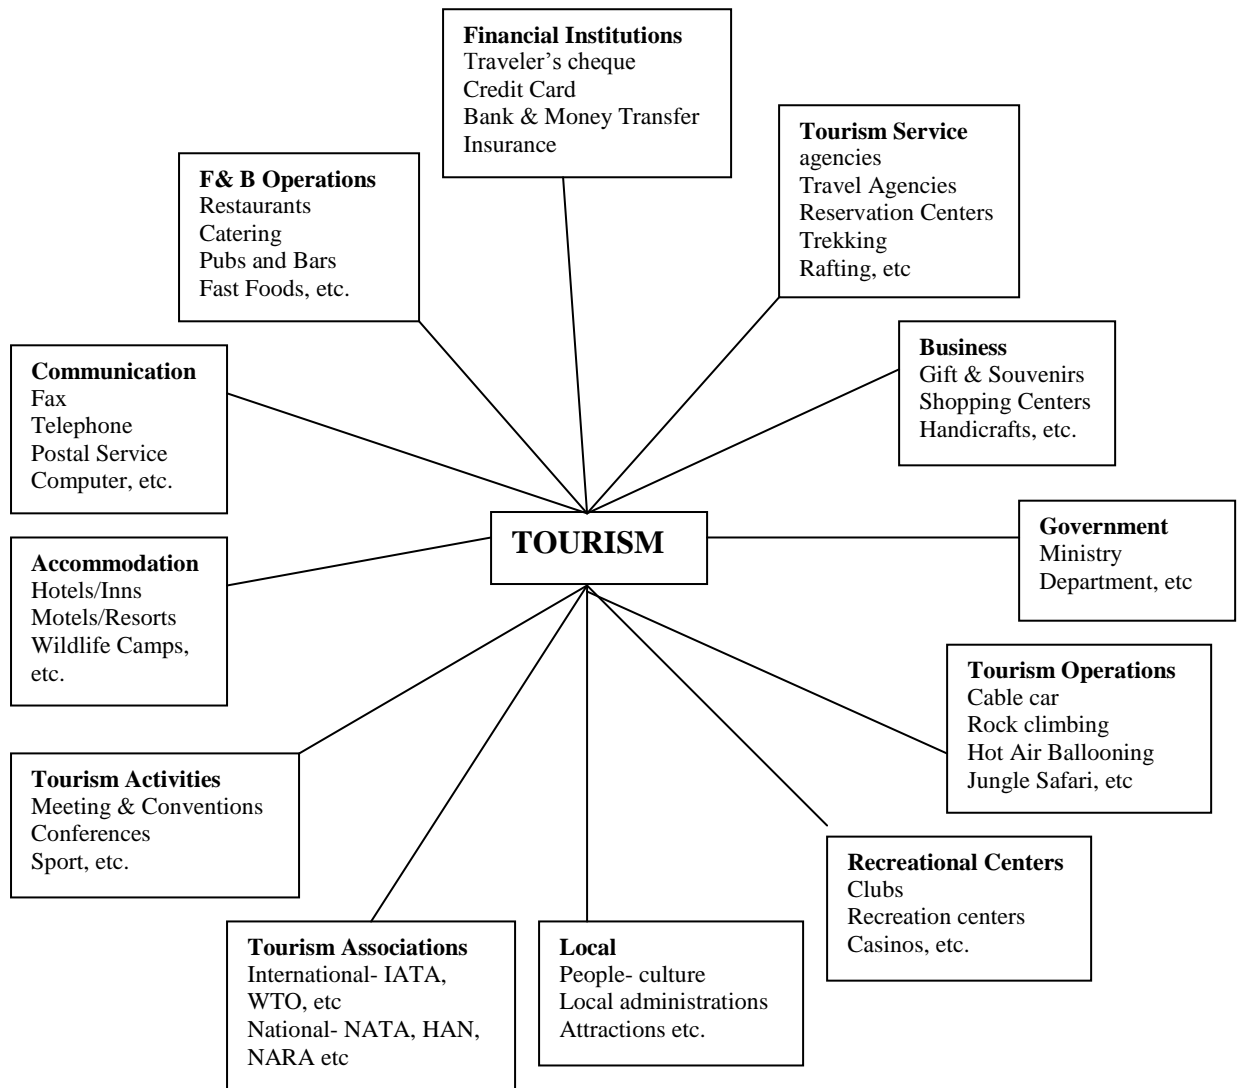 Financial Institutions
Traveler’s cheque
Credit Card
Bank & Money Transfer
Insurance
Tourism Service
agencies
Travel Agencies
Reservation Centers
Trekking
Rafting, etc
F& B Operations
Restaurants
Catering
Pubs and Bars
Fast Foods, etc.
Business
Gift & Souvenirs
Shopping Centers
Handicrafts, etc.
Communication
Fax
Telephone
Postal Service
Computer, etc.
TOURISM
Government
Ministry
Department, etc
Accommodation
Hotels/Inns
Motels/Resorts
Wildlife Camps,
etc.
Tourism Operations
Cable car
Rock climbing
Hot Air Ballooning
Jungle Safari, etc
Tourism Activities
Meeting & Conventions
Conferences
Sport, etc.
Recreational Centers
Clubs
Recreation centers
Casinos, etc.
Tourism Associations
International- IATA,
WTO, etc
National- NATA, HAN,
NARA etc
Local
People- culture
Local administrations
Attractions etc.